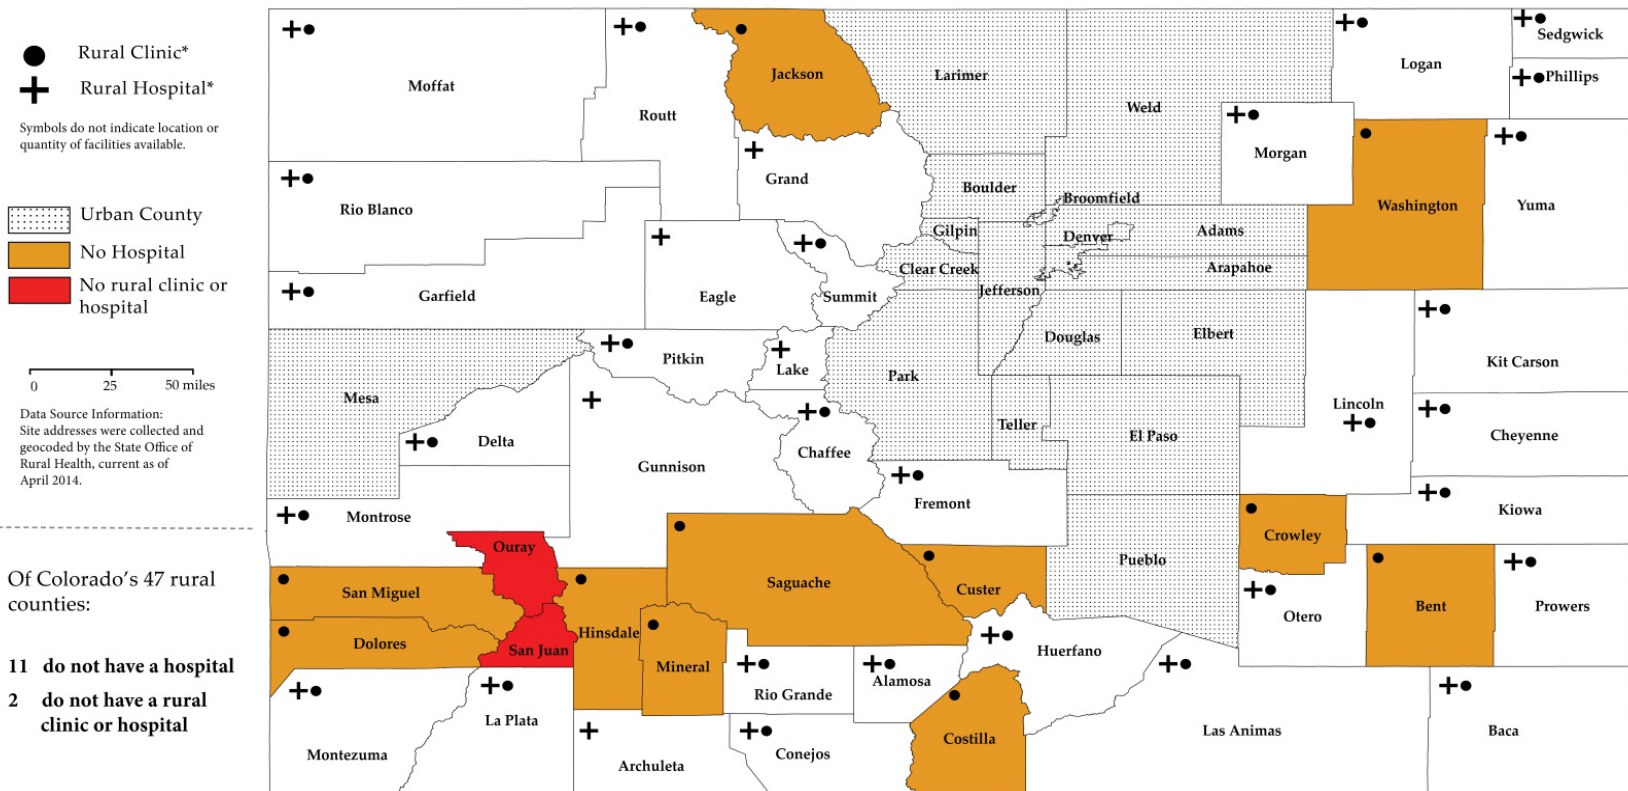 Rural Clinic*
Rural Hospital*
Symbols do not indicate location or
quantity of facilities available.
Urban County
No Hospital
No rural clinic or
hospital
0 25 50 miles
Data Source Information:
Site addresses were collected and
geocoded by the State Office of
Rural Health, current as of
April 2014.
Of Colorado's 47 rural
counties:
11 do not have a hospital
2 do not have a rural
clinic or hospital
Moffat
Routt
Jackson
Larimer
Weld
Logan
Sedgwick
Phillips
Morgan
Rio Blanco
Grand
Boulder
Broomfield
Washington
Yuma
Gilpin
Denver
Adams
Clear Creek
Arapahoe
Garfield
Eagle
Summit
Jefferson
Douglas
Elbert
Kit Carson
Pitkin
Lake
Park
Mesa
Lincoln
Delta
Teller
El Paso
Cheyenne
Gunnison
Chaffee
Fremont
Kiowa
Montrose
Crowley
Ouray
Pueblo
San Miguel
Saguache
Custer
Otero
Bent
Prowers
Dolores
Hinsdale
San Juan
Mineral
Huerfano
Rio Grande
Alamosa
La Plata
Montezuma
Archuleta
Conejos
Costilla
Las Animas
Baca